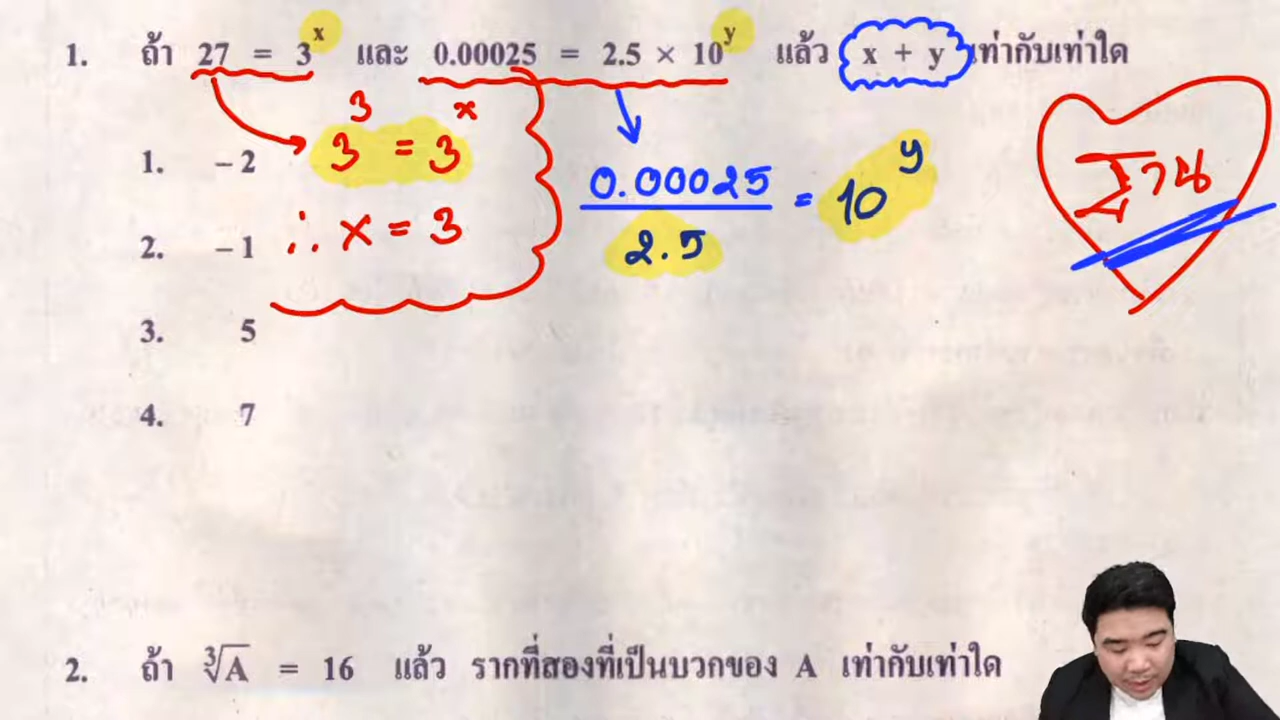 1. ถ้า 27 = 3^x และ 0.00025 = 2.5 × 10^y แล้ว x + y เท่ากับเท่าใด
3^3 = 3^x
1. – 2
0.00025 / 2.5 = 10^y
ฐาน
2. – 1
∴ x = 3
3. 5
4. 7
2. ถ้า ∛A = 16 แล้ว รากที่สองที่เป็นบวกของ A เท่ากับเท่าใด